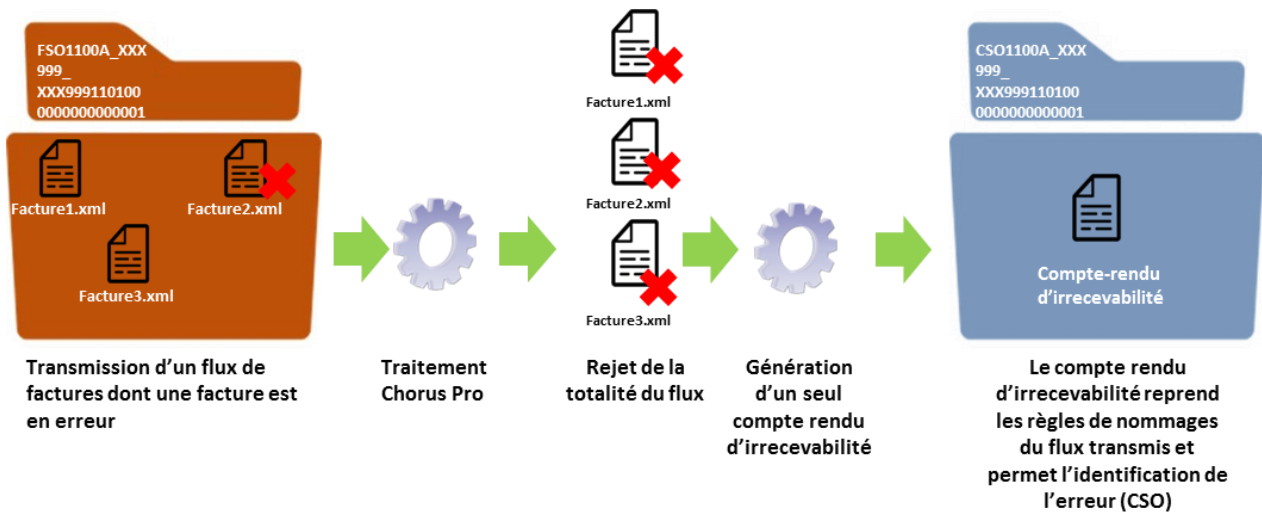 FSO1100A_XXX
999_
XXX999110100
0000000000001
Facture1.xml
Facture2.xml
Facture3.xml
Transmission d’un flux de
factures dont une facture est
en erreur
Traitement
Chorus Pro
Facture1.xml
Facture2.xml
Facture3.xml
Rejet de la
totalité du flux
Génération
d’un seul
compte rendu
d’irrecevabilité
CSO1100A_XXX
999_
XXX999110100
0000000000001
Compte-rendu
d’irrecevabilité
Le compte rendu
d’irrecevabilité reprend
les règles de nommages
du flux transmis et
permet l’identification de
l’erreur (CSO)